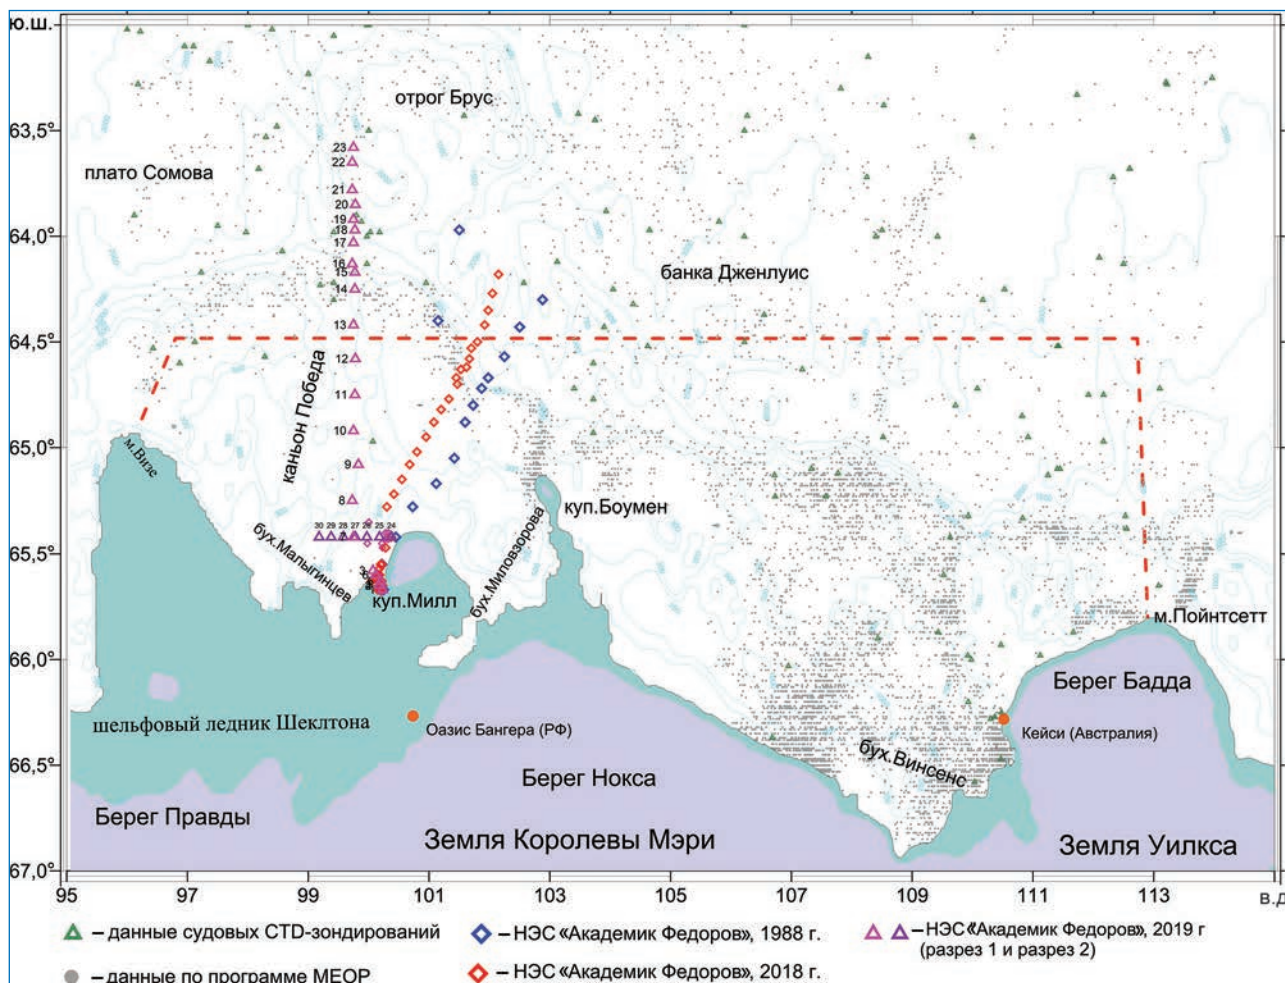 ю.ш.
отрог Брус
63,5°
23
22
плато Сомова
21
20
19
18
17
64,0°
16
15
14
банка Дженлуис
13
64,5°
12
каньон Победа
11
10
65,0°
м.Визе
9
8
куп.Боумен
30 29 28 27 26 25 24
65,5°
бух.Малыгинцев
бух.Миловзорова
куп.Милл
м.Пойнтсетт
66,0°
Берег Бадда
шельфовый ледник Шеклтона
Оазис Бангера (РФ)
Кейси (Австралия)
66,5°
бух.Винсенс
Берег Нокса
Берег Правды
Земля Королевы Мэри
Земля Уилкса
67,0°
95 97 99 101 103 105 107 109 111 113 в.д
– данные судовых CTD-зондирований
– НЭС «Академик Федоров», 1988 г.
– НЭС «Академик Федоров», 2019 г
(разрез 1 и разрез 2)
– данные по программе МЕОР
– НЭС «Академик Федоров», 2018 г.